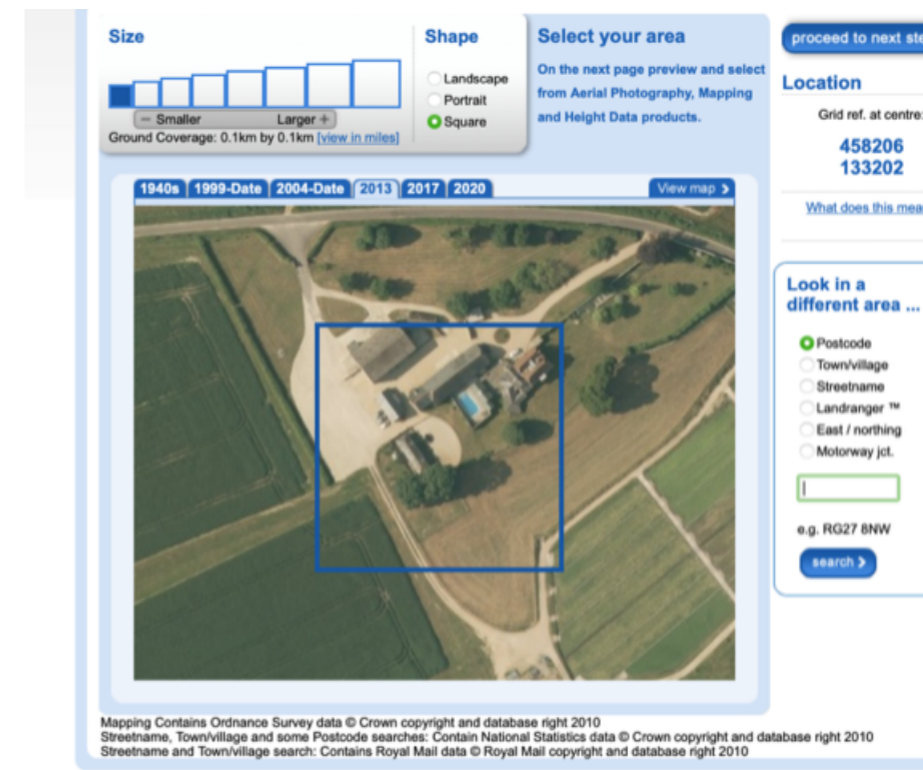 Size
− Smaller Larger +
Ground Coverage: 0.1km by 0.1km [view in miles]
Shape
Landscape
Portrait
Square
Select your area
On the next page preview and select
from Aerial Photography, Mapping
and Height Data products.
proceed to next ste
Location
Grid ref. at centre:
458206
133202
What does this mea
1940s 1999-Date 2004-Date 2013 2017 2020 View map >
Look in a
different area ...
Postcode
Town/village
Streetname
Landranger ™
East / northing
Motorway jct.
e.g. RG27 8NW
search >
Mapping Contains Ordnance Survey data © Crown copyright and database right 2010
Streetname, Town/village and some Postcode searches: Contain National Statistics data © Crown copyright and database right 2010
Streetname and Town/village search: Contains Royal Mail data © Royal Mail copyright and database right 2010